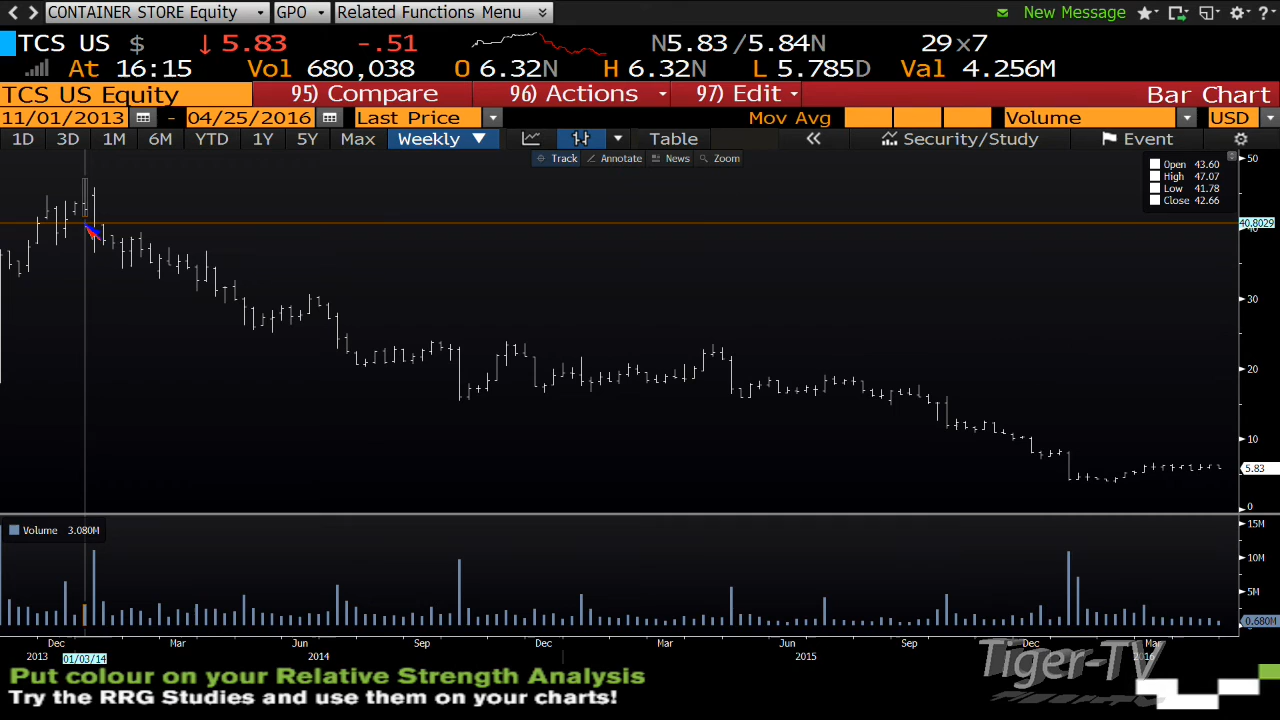 CONTAINER STORE Equity GPO Related Functions Menu New Message ?
TCS US $ ↓ 5.83 -.51 N5.83 /5.84N 29x7
At 16:15 Vol 680,038 O 6.32N H 6.32N L 5.785D Val 4.256M
TCS US Equity 95) Compare 96) Actions 97) Edit Bar Chart
11/01/2013 - 04/25/2016 Last Price Mov Avg Volume USD
1D 3D 1M 6M YTD 1Y 5Y Max Weekly ▼ Table « Security/Study Event
Track Annotate News Zoom
Open 43.60
High 47.07
Low 41.78
Close 42.66
50
40.8029
40
30
20
10
5.83
0
Volume 3.080M
15M
10M
5M
0
0.680M
Dec Mar Jun Sep Dec Mar Jun Sep Dec Mar
2013 01/03/14 2014 2015 2016
Tiger-TV
Put colour on your Relative Strength Analysis
Try the RRG Studies and use them on your charts!